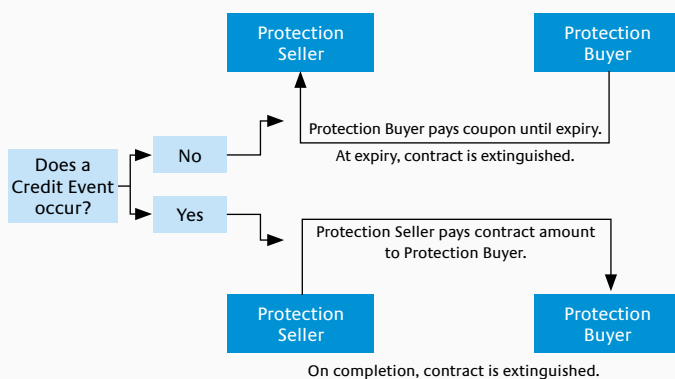 Protection
Seller
Protection
Buyer
Protection Buyer pays coupon until expiry.
At expiry, contract is extinguished.
No
Does a
Credit Event
occur?
Yes
Protection Seller pays contract amount
to Protection Buyer.
Protection
Seller
Protection
Buyer
On completion, contract is extinguished.